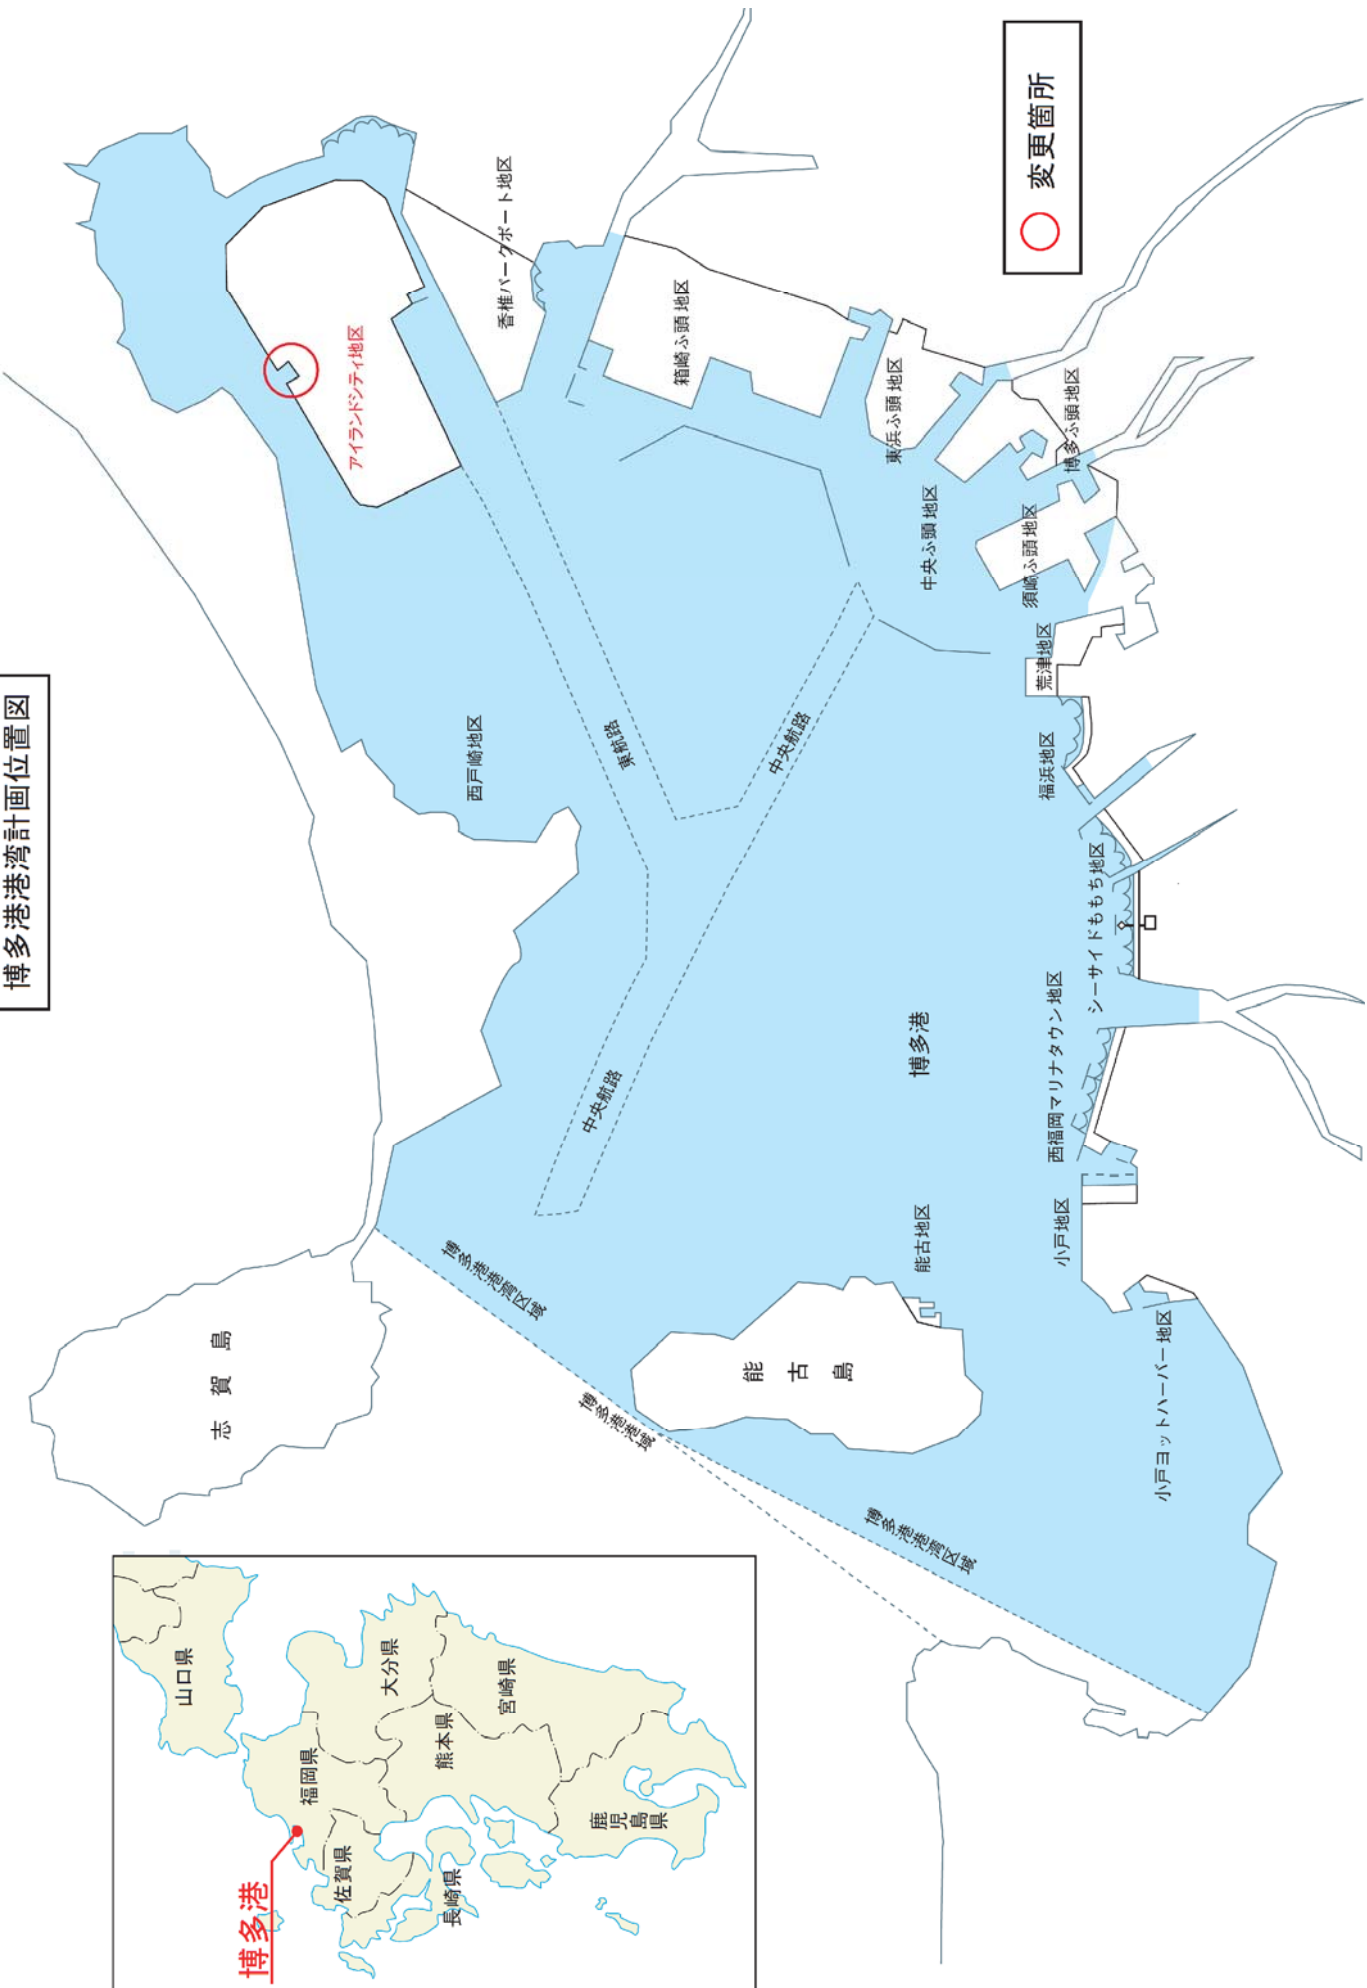 博多港港湾計画位置図
変更箇所
志賀島
西戸崎地区
アイランドシティ地区
香椎パークポート地区
箱崎ふ頭地区
東浜ふ頭地区
中央ふ頭地区
博多ふ頭地区
須崎ふ頭地区
荒津地区
福浜地区
シーサイドももち地区
西福岡マリナタウン地区
小戸地区
小戸ヨットハーバー地区
能古地区
能古島
博多港
東航路
中央航路
中央航路
博多港港湾区域
博多港港域
博多港港湾区域
博多港
山口県
福岡県
佐賀県
長崎県
大分県
熊本県
宮崎県
鹿児島県